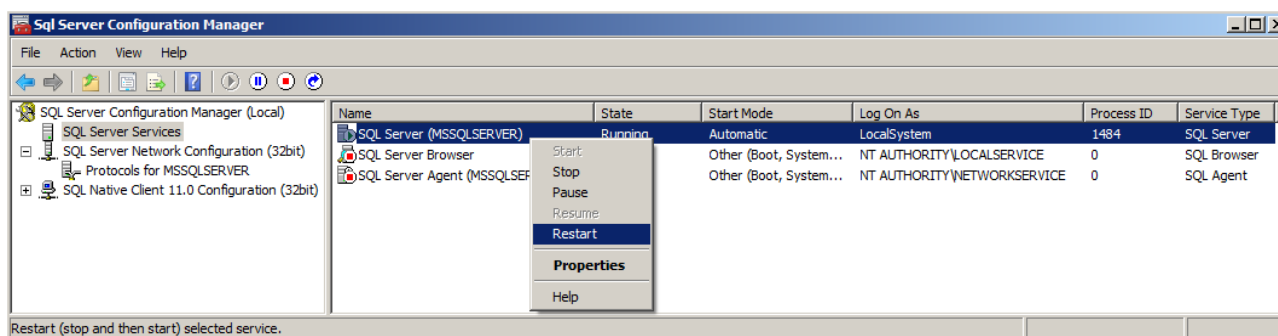 Sql Server Configuration Manager
File Action View Help
SQL Server Configuration Manager (Local)
SQL Server Services
SQL Server Network Configuration (32bit)
Protocols for MSSQLSERVER
SQL Native Client 11.0 Configuration (32bit)
Name State Start Mode Log On As Process ID Service Type
SQL Server (MSSQLSERVER) Running Automatic LocalSystem 1484 SQL Server
SQL Server Browser Other (Boot, System... NT AUTHORITY\LOCALSERVICE 0 SQL Browser
SQL Server Agent (MSSQLSER Other (Boot, System... NT AUTHORITY\NETWORKSERVICE 0 SQL Agent
Start
Stop
Pause
Resume
Restart
Properties
Help
Restart (stop and then start) selected service.